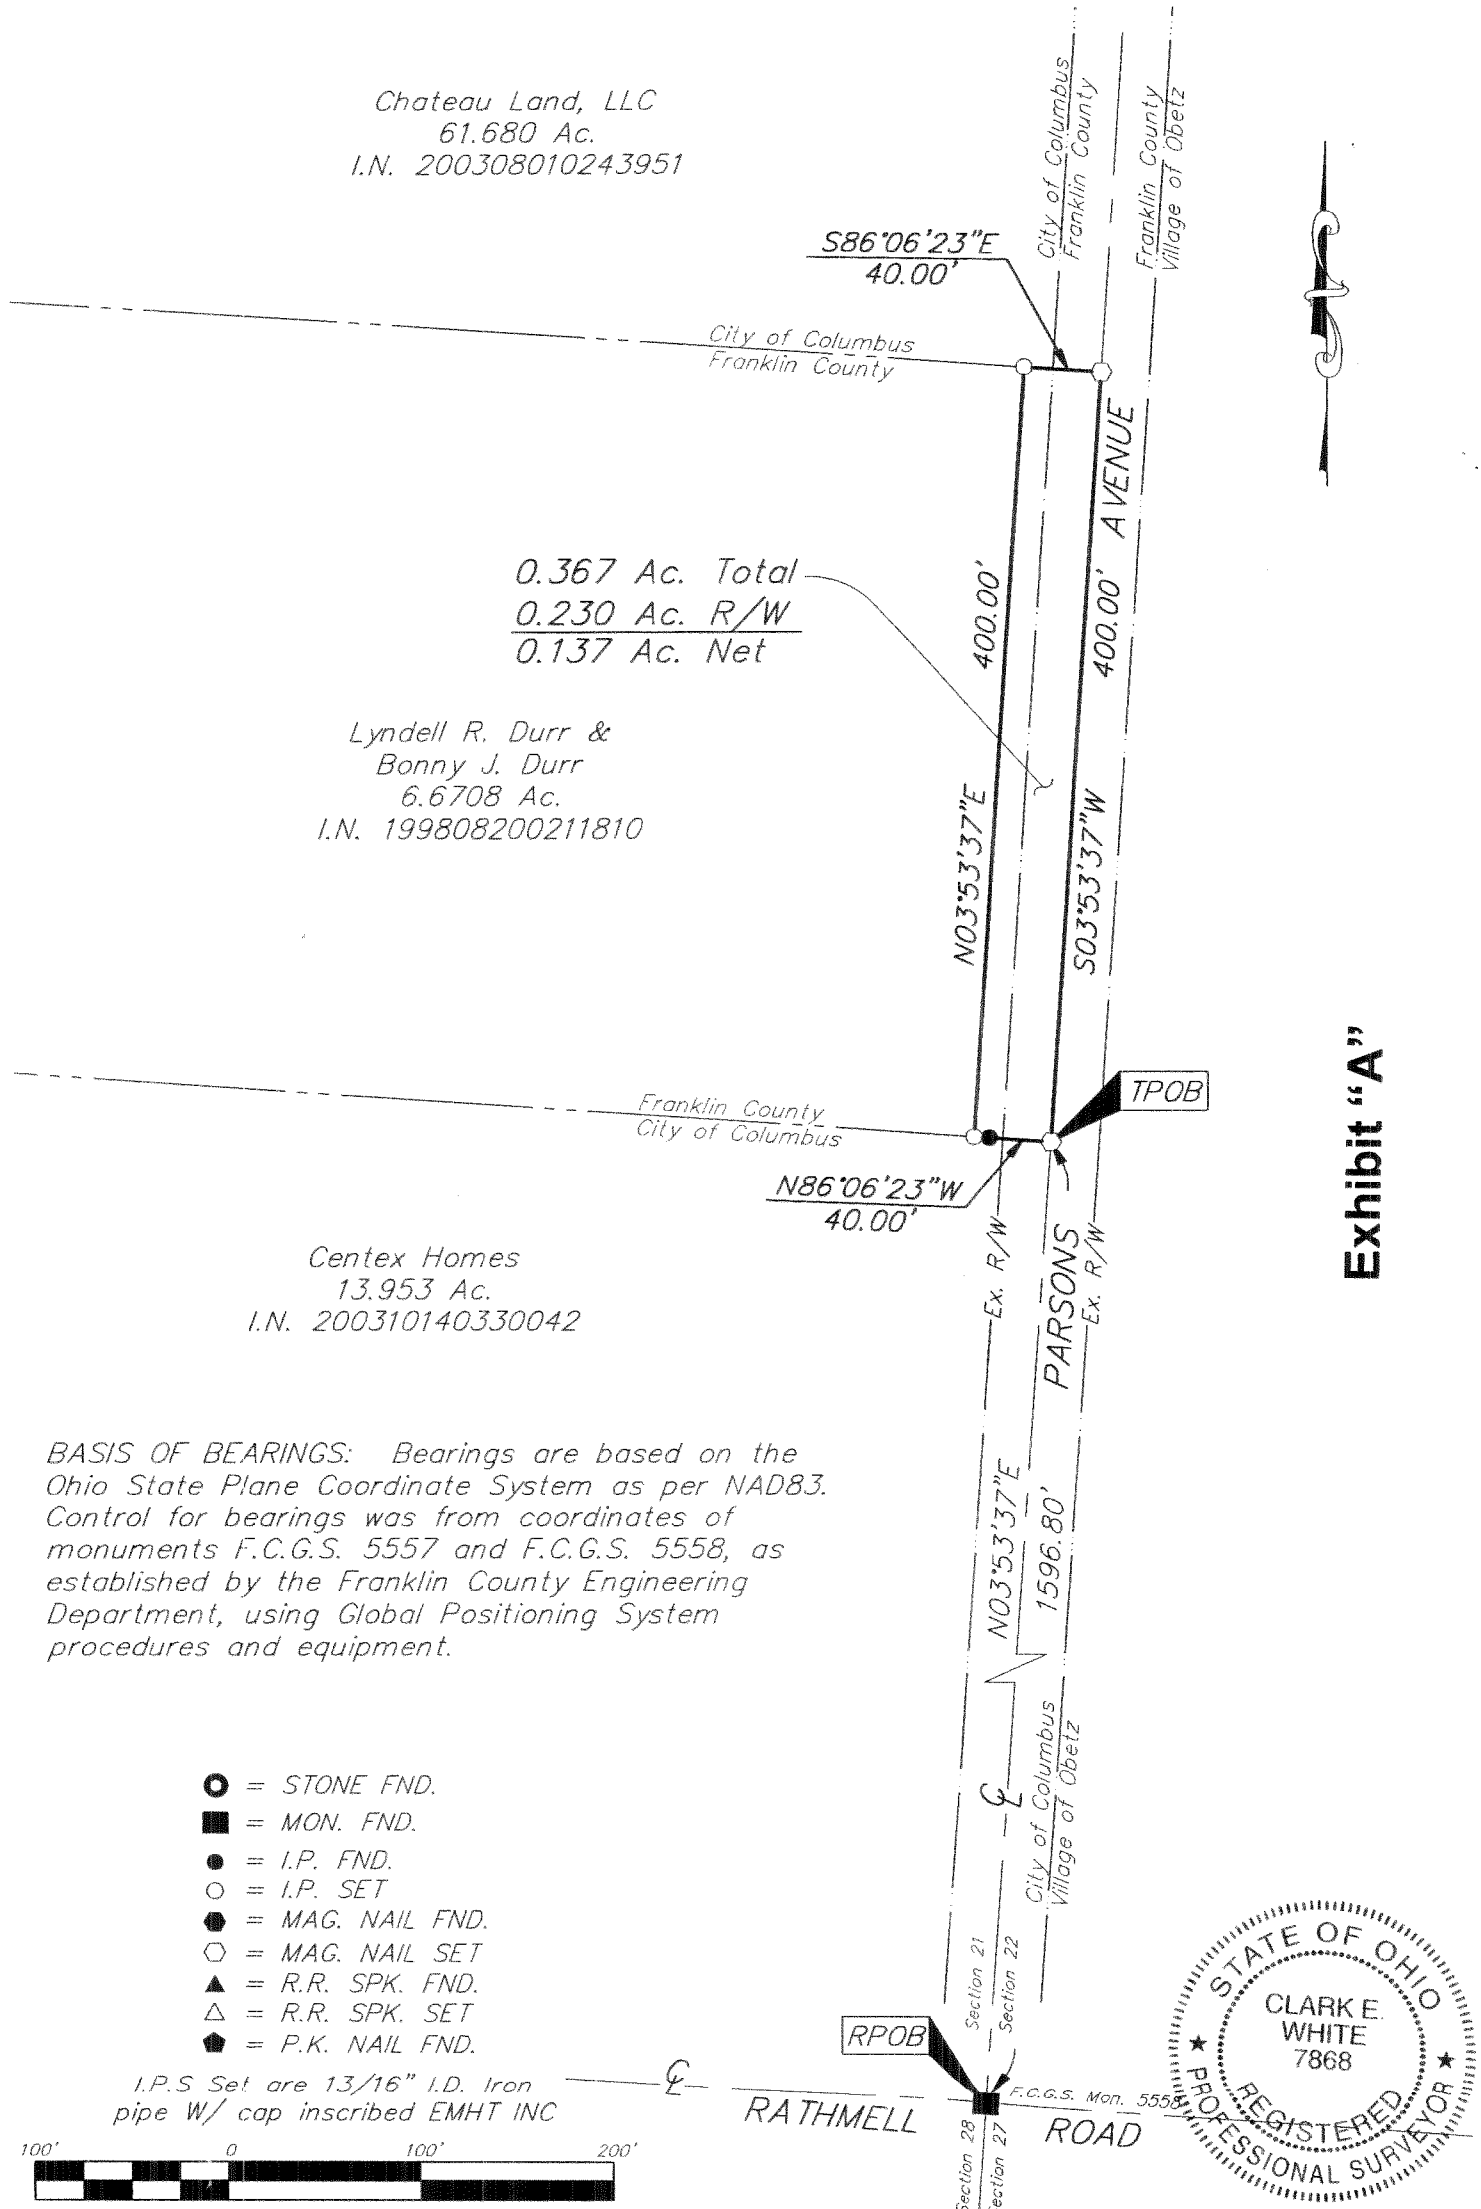 Chateau Land, LLC
61.680 Ac.
I.N. 200308010243951
City of Columbus
Franklin County
Franklin County
Village of Obetz
S86°06'23"E
40.00'
City of Columbus
Franklin County
AVENUE
400.00'
400.00'
0.367 Ac. Total
0.230 Ac. R/W
0.137 Ac. Net
Lyndell R. Durr &
Bonny J. Durr
6.6708 Ac.
I.N. 199808200211810
N03°53'37"E
S03°53'37"W
Exhibit "A"
TPOB
Franklin County
City of Columbus
N86°06'23"W
40.00'
Ex. R/W
PARSONS
Ex. R/W
Centex Homes
13.953 Ac.
I.N. 200310140330042
BASIS OF BEARINGS: Bearings are based on the
Ohio State Plane Coordinate System as per NAD83.
Control for bearings was from coordinates of
monuments F.C.G.S. 5557 and F.C.G.S. 5558, as
established by the Franklin County Engineering
Department, using Global Positioning System
procedures and equipment.
N03°53'37"E
1596.80'
City of Columbus
Village of Obetz
℄
= STONE FND.
= MON. FND.
= I.P. FND.
= I.P. SET
= MAG. NAIL FND.
= MAG. NAIL SET
= R.R. SPK. FND.
= R.R. SPK. SET
= P.K. NAIL FND.
I.P.S Set are 13/16" I.D. Iron
pipe W/ cap inscribed EMHT INC
Section 21
Section 22
RPOB
℄
RATHMELL ROAD
F.C.G.S. Mon. 5558
Section 28
Section 27
STATE OF OHIO
CLARK E.
WHITE
7868
REGISTERED
PROFESSIONAL SURVEYOR
100' 0 100' 200'